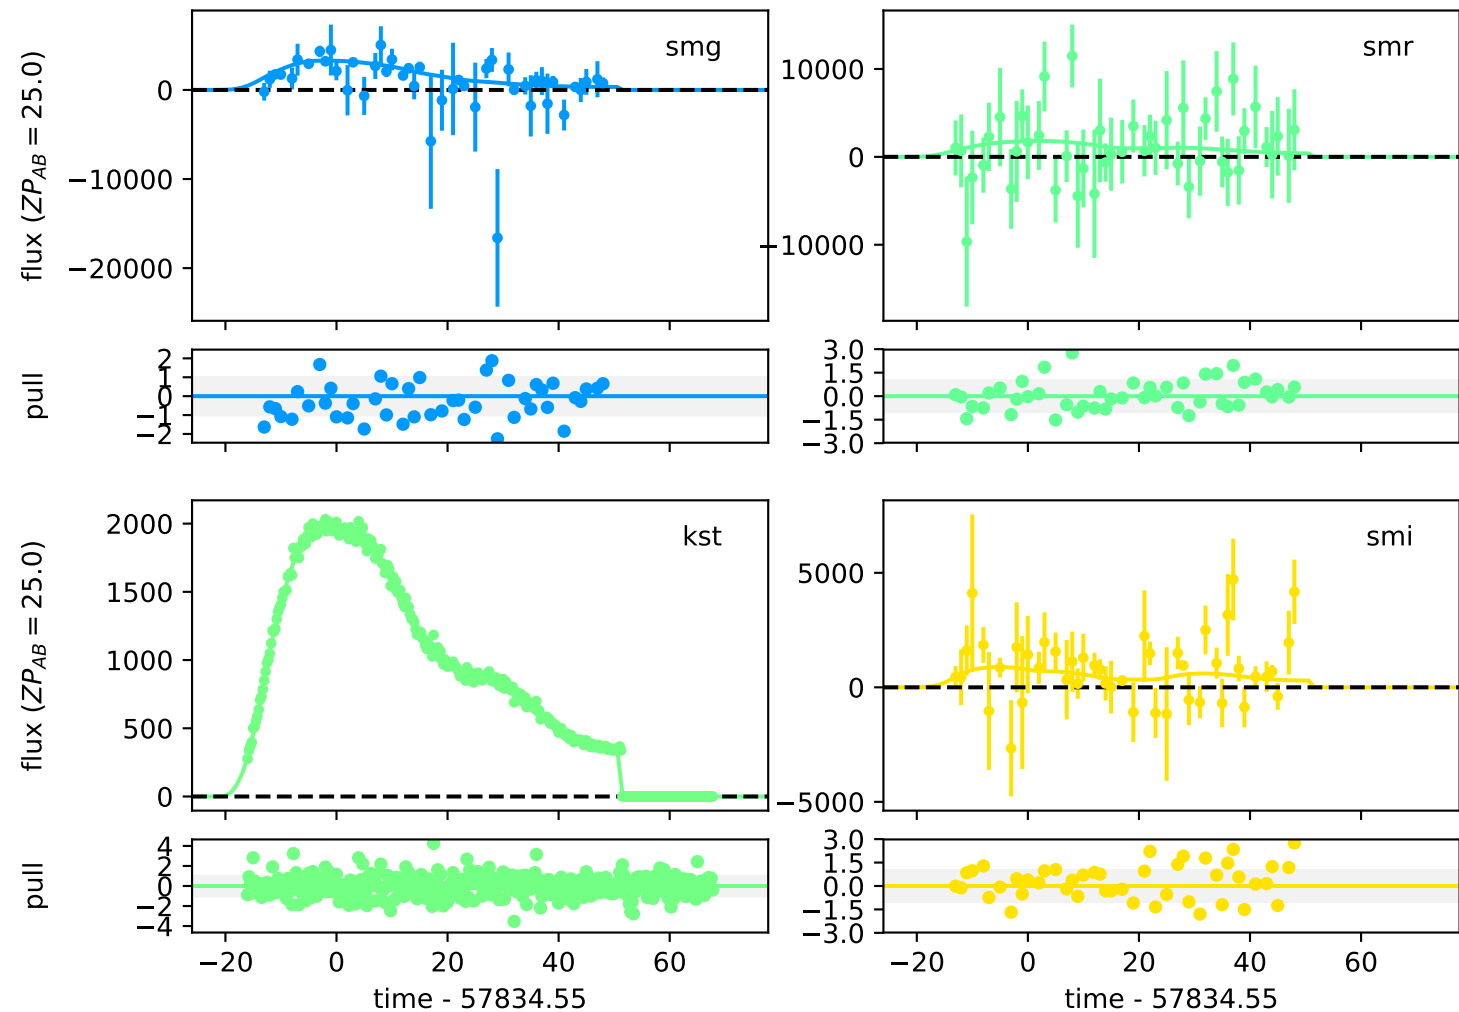 flux (ZP_AB = 25.0)
0
−10000
−20000
smg
10000
0
−10000
smr
pull
2
1
0
−1
−2
3.0
1.5
0.0
−1.5
−3.0
flux (ZP_AB = 25.0)
2000
1500
1000
500
0
kst
5000
0
−5000
smi
pull
4
2
0
−2
−4
3.0
1.5
0.0
−1.5
−3.0
−20 0 20 40 60
−20 0 20 40 60
time - 57834.55
time - 57834.55